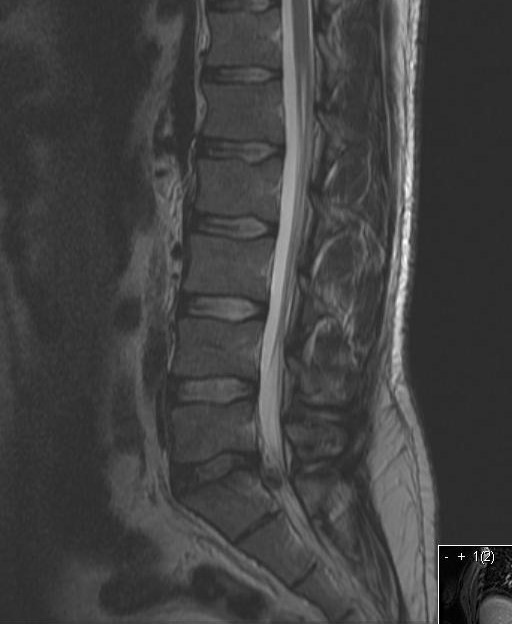 - + 1(2)